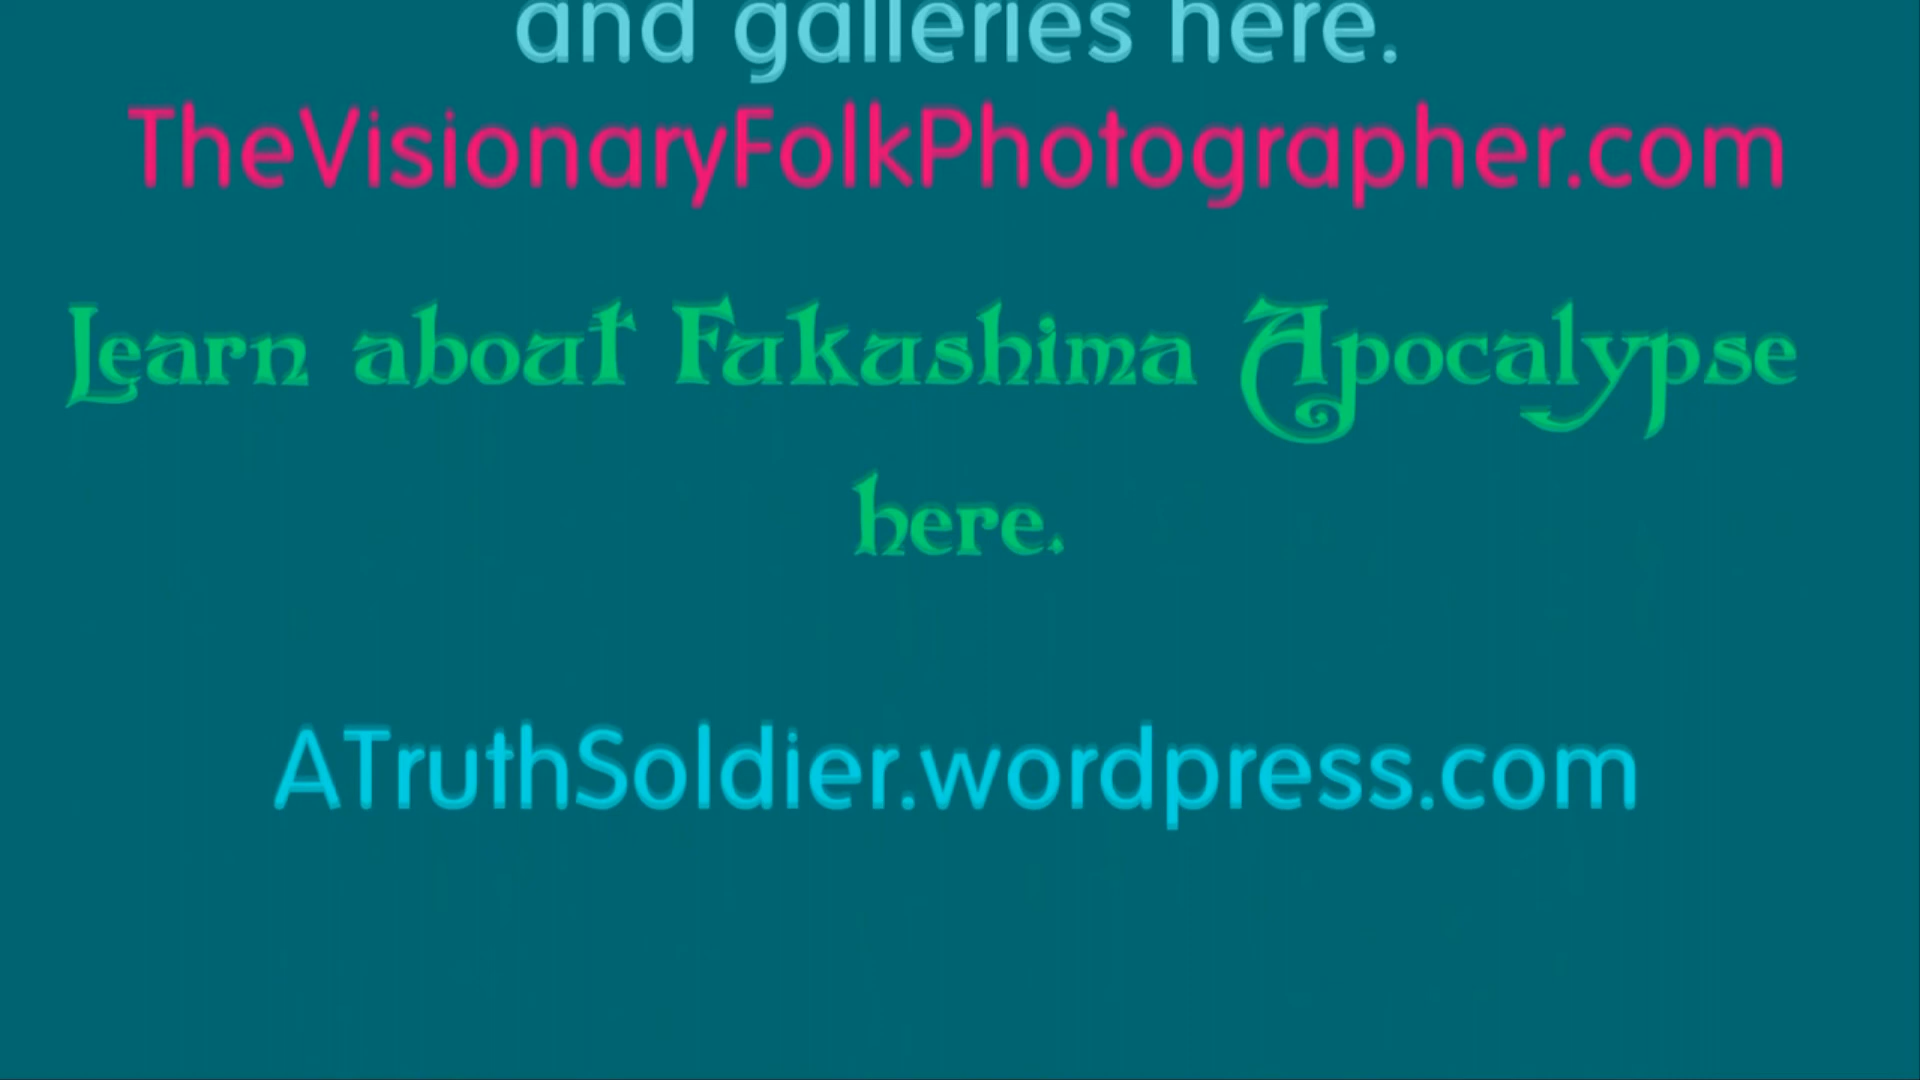 and galleries here.
TheVisionaryFolkPhotographer.com
Learn about Fukushima Apocalypse
here.
ATruthSoldier.wordpress.com